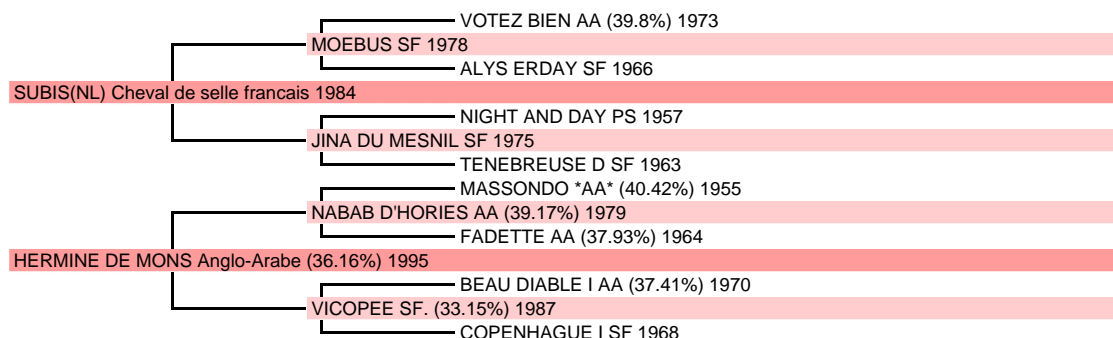 VOTEZ BIEN AA (39.8%) 1973
MOEBUS SF 1978
ALYS ERDAY SF 1966
SUBIS(NL) Cheval de selle francais 1984
NIGHT AND DAY PS 1957
JINA DU MESNIL SF 1975
TENEBREUSE D SF 1963
MASSONDO *AA* (40.42%) 1955
NABAB D'HORIES AA (39.17%) 1979
FADETTE AA (37.93%) 1964
HERMINE DE MONS Anglo-Arabe (36.16%) 1995
BEAU DIABLE I AA (37.41%) 1970
VICOPEE SF. (33.15%) 1987
COPENHAGUE I SF 1968